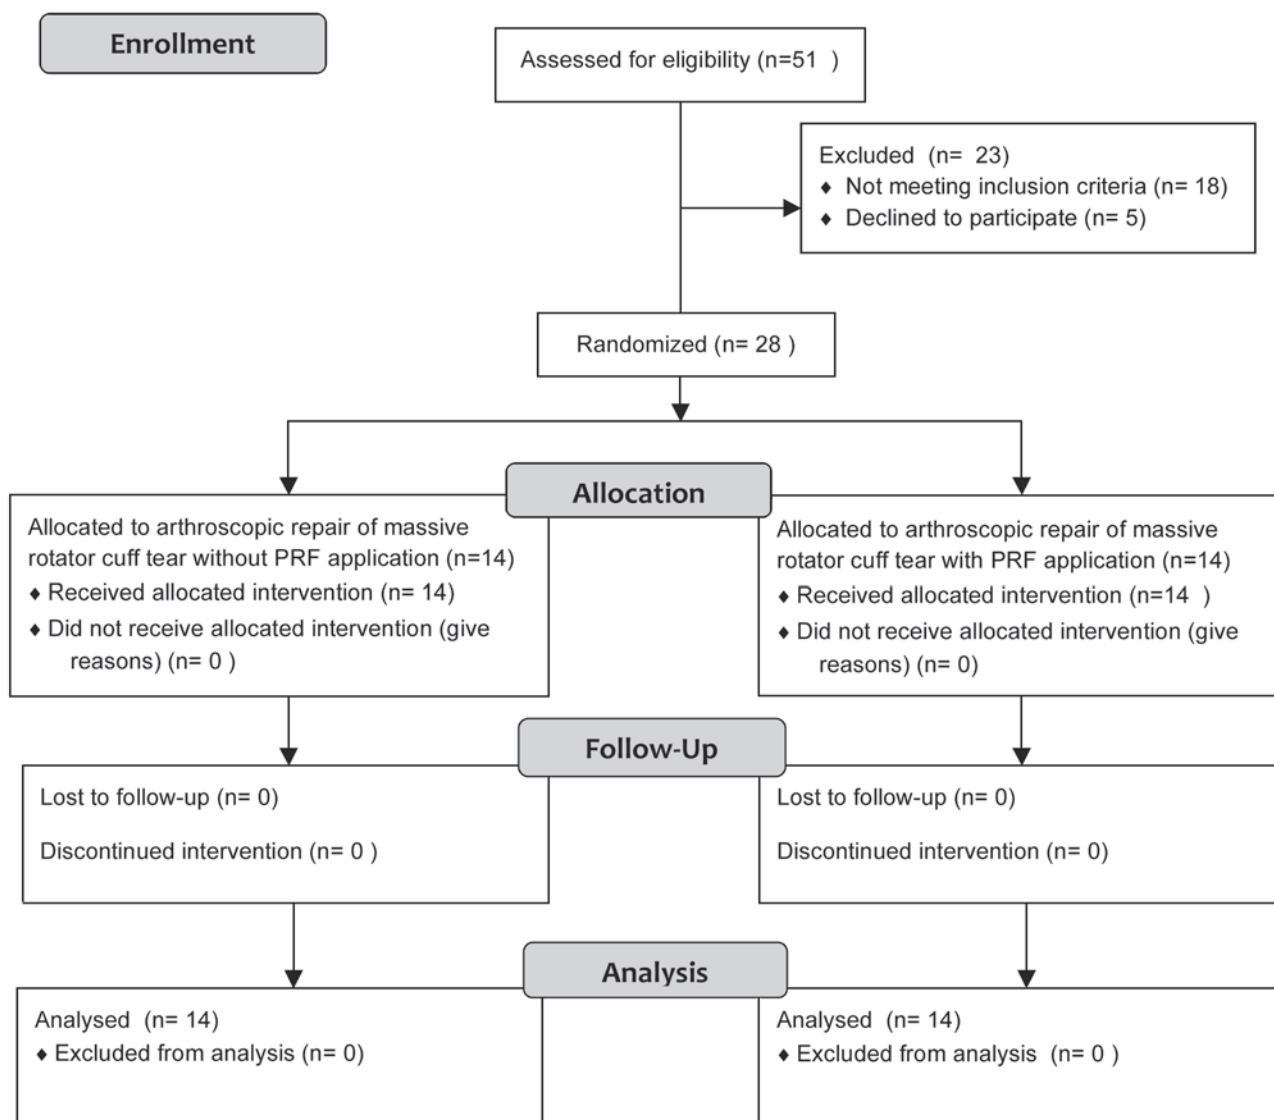 Enrollment
Assessed for eligibility (n=51 )
Excluded (n= 23)
♦ Not meeting inclusion criteria (n= 18)
♦ Declined to participate (n= 5)
Randomized (n= 28 )
Allocation
Allocated to arthroscopic repair of massive
rotator cuff tear without PRF application (n=14)
♦ Received allocated intervention (n= 14)
♦ Did not receive allocated intervention (give
reasons) (n= 0 )
Allocated to arthroscopic repair of massive
rotator cuff tear with PRF application (n=14)
♦ Received allocated intervention (n=14 )
♦ Did not receive allocated intervention (give
reasons) (n= 0)
Follow-Up
Lost to follow-up (n= 0)
Discontinued intervention (n= 0 )
Lost to follow-up (n= 0)
Discontinued intervention (n= 0)
Analysis
Analysed (n= 14)
♦ Excluded from analysis (n= 0)
Analysed (n= 14)
♦ Excluded from analysis (n= 0 )